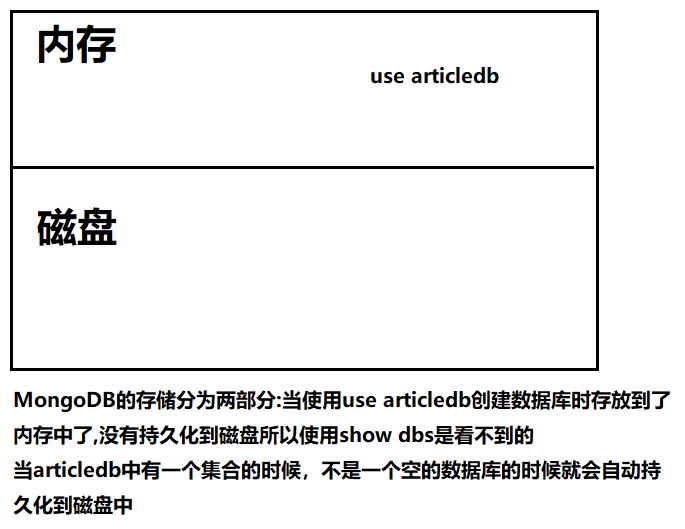 内存
use articledb
磁盘
MongoDB的存储分为两部分:当使用use articledb创建数据库时存放到了
内存中了,没有持久化到磁盘所以使用show dbs是看不到的
当articledb中有一个集合的时候，不是一个空的数据库的时候就会自动持
久化到磁盘中